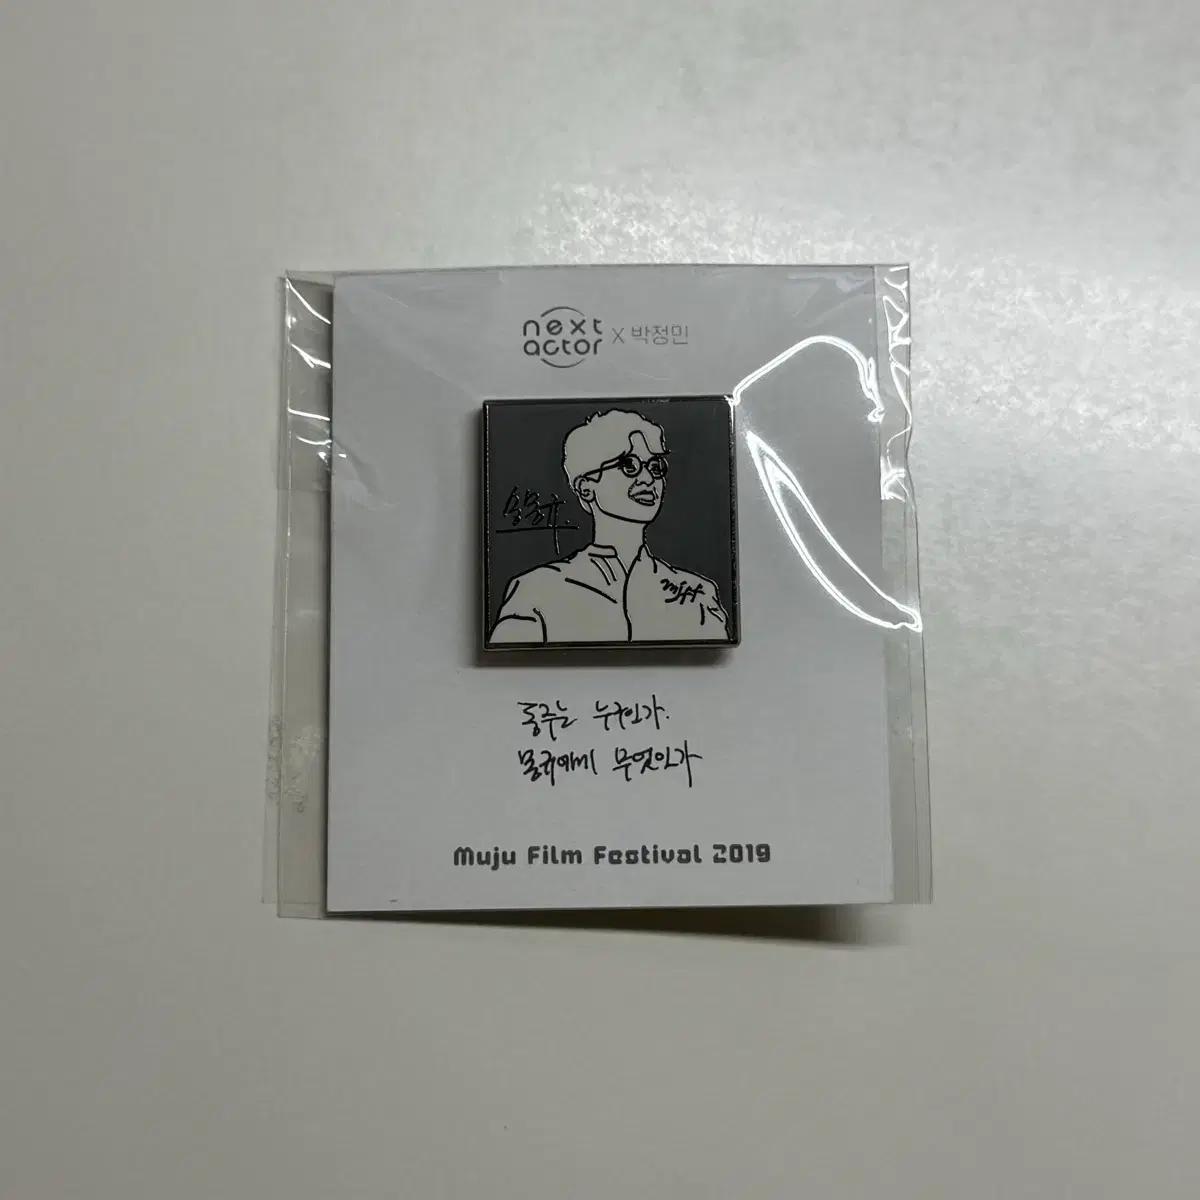 next
actor x 박정민
송몽규.
mjff
동주는 누구인가.
몽규에게 무엇인가
Muju Film Festival 2019